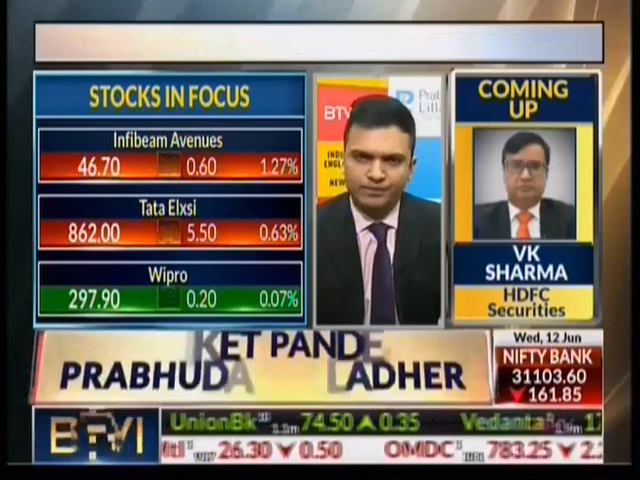 STOCKS IN FOCUS
Infibeam Avenues
46.70 0.60 1.27%
Tata Elxsi
862.00 5.50 0.63%
Wipro
297.90 0.20 0.07%
BTV
COMING
UP
VK
SHARMA
HDFC
Securities
KET PANDE
PRABHUDA LADHER
Wed, 12 Jun
NIFTY BANK
31103.60
▼161.85
BTVI
UnionBk 74.50 ▲ 0.35 Vedanta
26.30 ▼ 0.50 OMDC 783.25 ▼